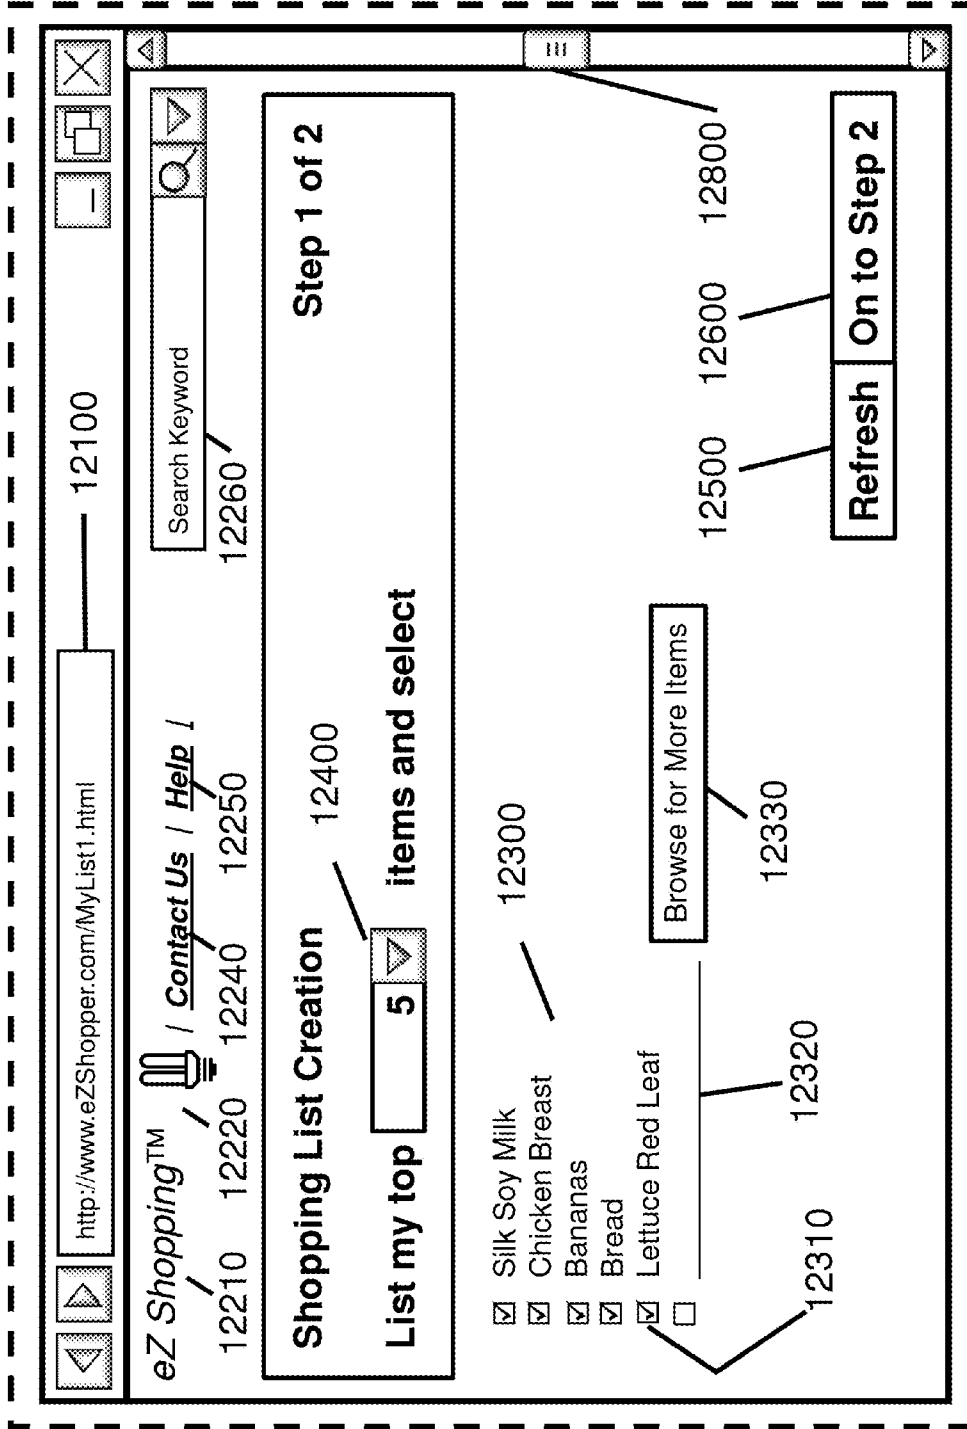 http://www.eZShopper.com/MyList1.html
12100
eZ Shopping™ | Contact Us | Help |
Search Keyword
12210
12220
12240
12250
12260
Shopping List Creation
12400
Step 1 of 2
List my top 5 items and select
12300
Silk Soy Milk
Chicken Breast
Bananas
Bread
Lettuce Red Leaf
Browse for More Items
12310
12320
12330
12500
12600
12800
Refresh
On to Step 2